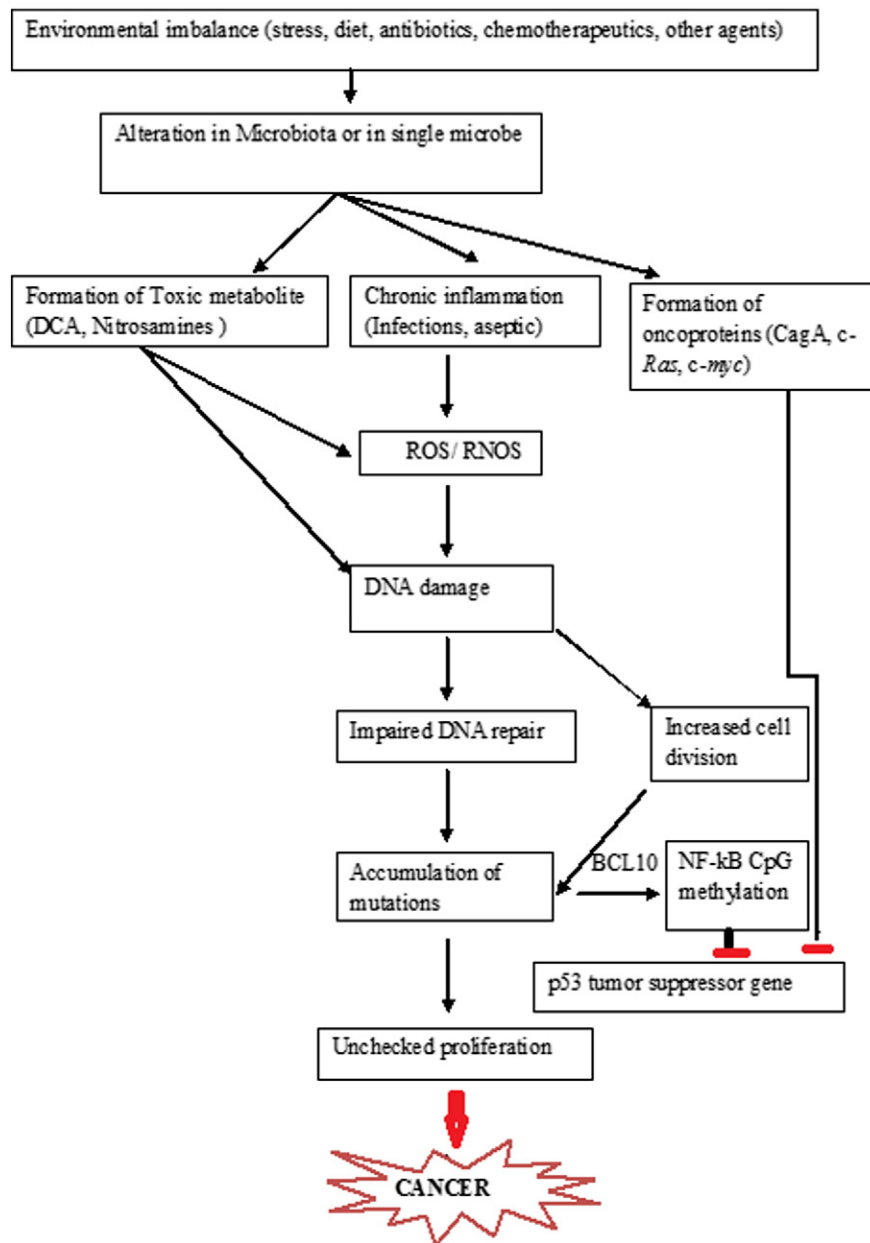 Environmental imbalance (stress, diet, antibiotics, chemotherapeutics, other agents)
Alteration in Microbiota or in single microbe
Formation of Toxic metabolite
(DCA, Nitrosamines )
Chronic inflammation
(Infections, aseptic)
Formation of
oncoproteins (CagA, c-
Ras, c-myc)
ROS/ RNOS
DNA damage
Impaired DNA repair
Increased cell
division
Accumulation of
mutations
BCL10
NF-kB CpG
methylation
p53 tumor suppressor gene
Unchecked proliferation
CANCER